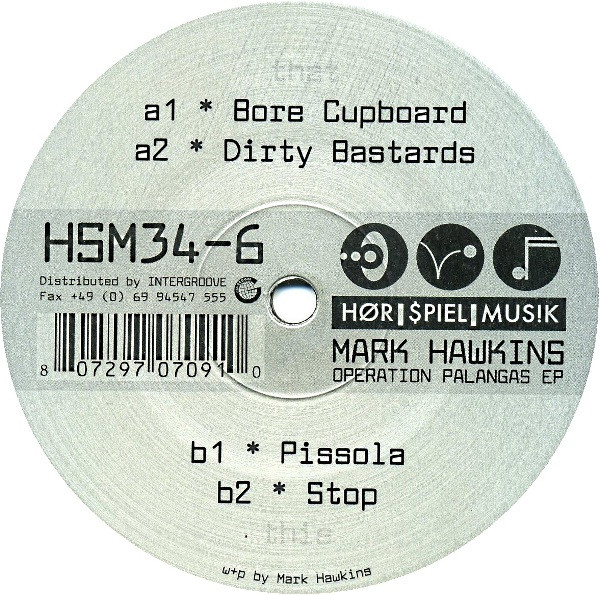 that
a1 * Bore Cupboard
a2 * Dirty Bastards
HSM34-6
Distributed by INTERGROOVE
Fax +49 (0) 69 94547 555
8 07297 07091 0
HØR|$PIEL|MUS!K
MARK HAWKINS
OPERATION PALANGAS EP
b1 * Pissola
b2 * Stop
this
w+p by Mark Hawkins